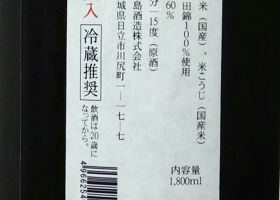 米(国産)、米こうじ(国産米)
田錦100%使用
60%
分 15度(原酒)
島酒造株式会社
城県日立市川尻町一ー一七ー七
入
冷蔵推奨
飲酒は20歳に
なってから。
4966254
内容量
1,800ml